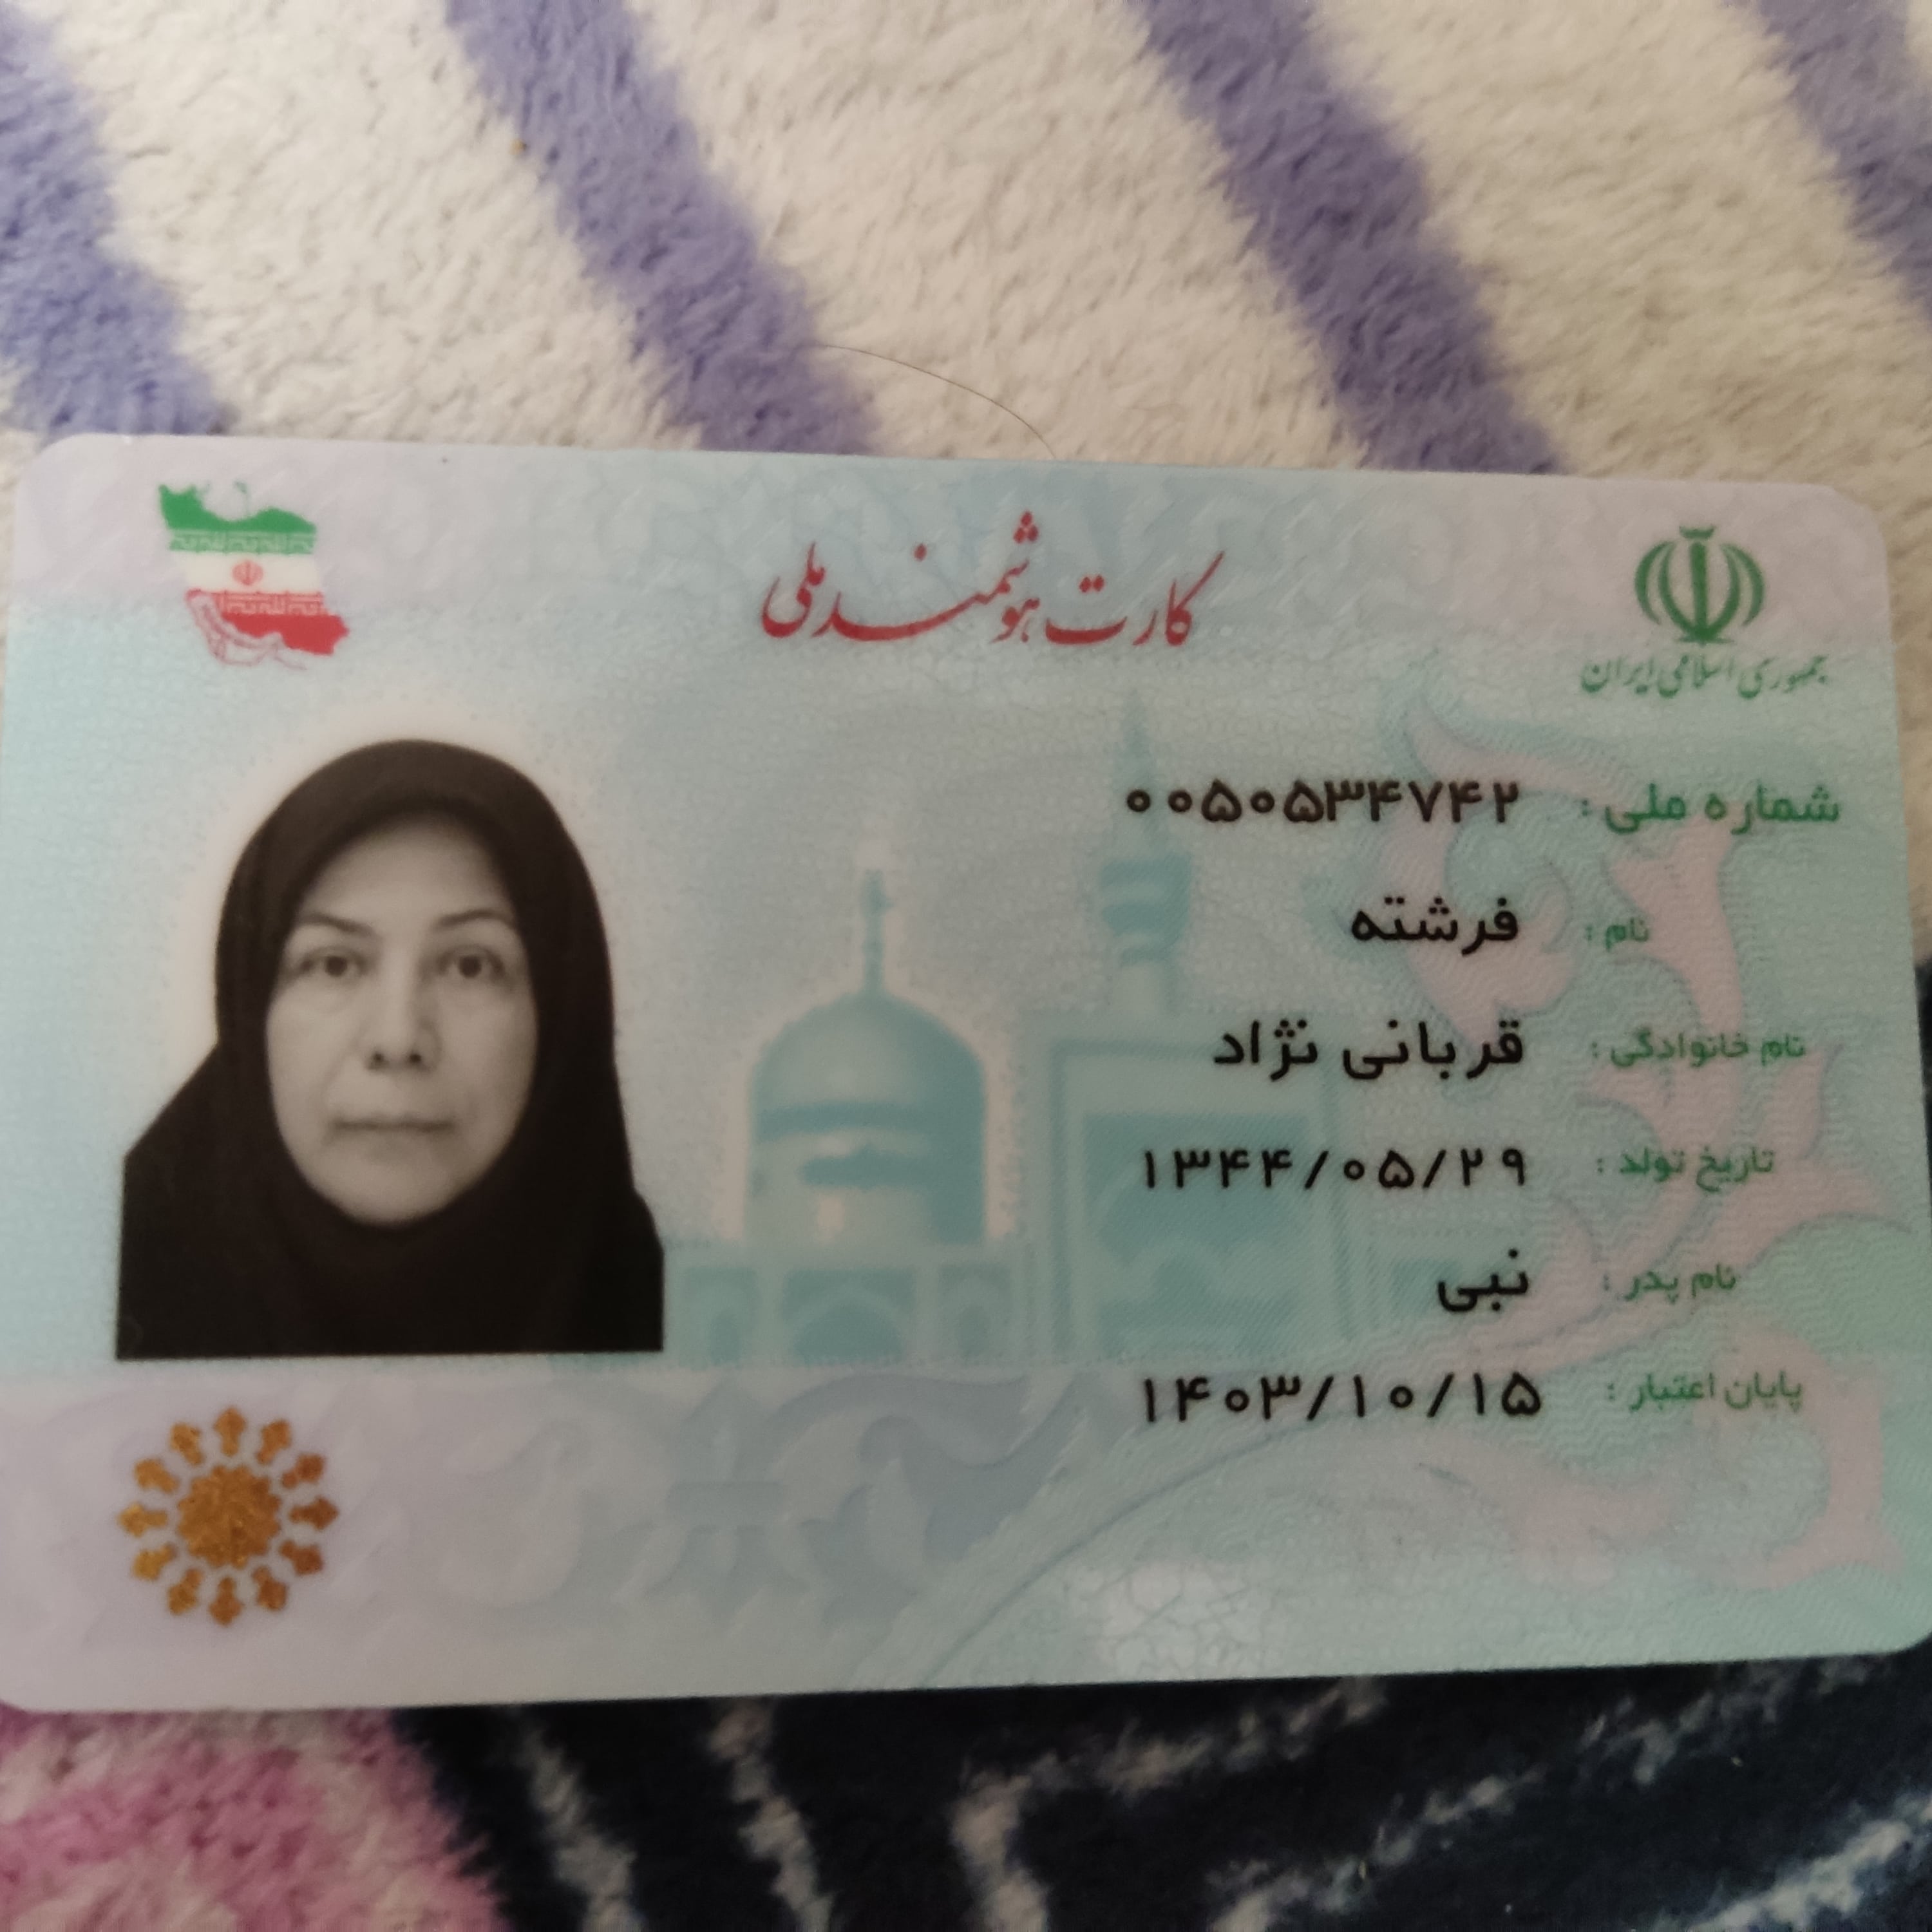 کارت هوشمند ملی
جمهوری اسلامی ایران
شماره ملی : ۰۰۵۰۵۳۴۷۴۲
نام : فرشته
نام خانوادگی : قربانی نژاد
تاریخ تولد : ۱۳۴۴/۰۵/۲۹
نام پدر : نبی
پایان اعتبار : ۱۴۰۳/۱۰/۱۵